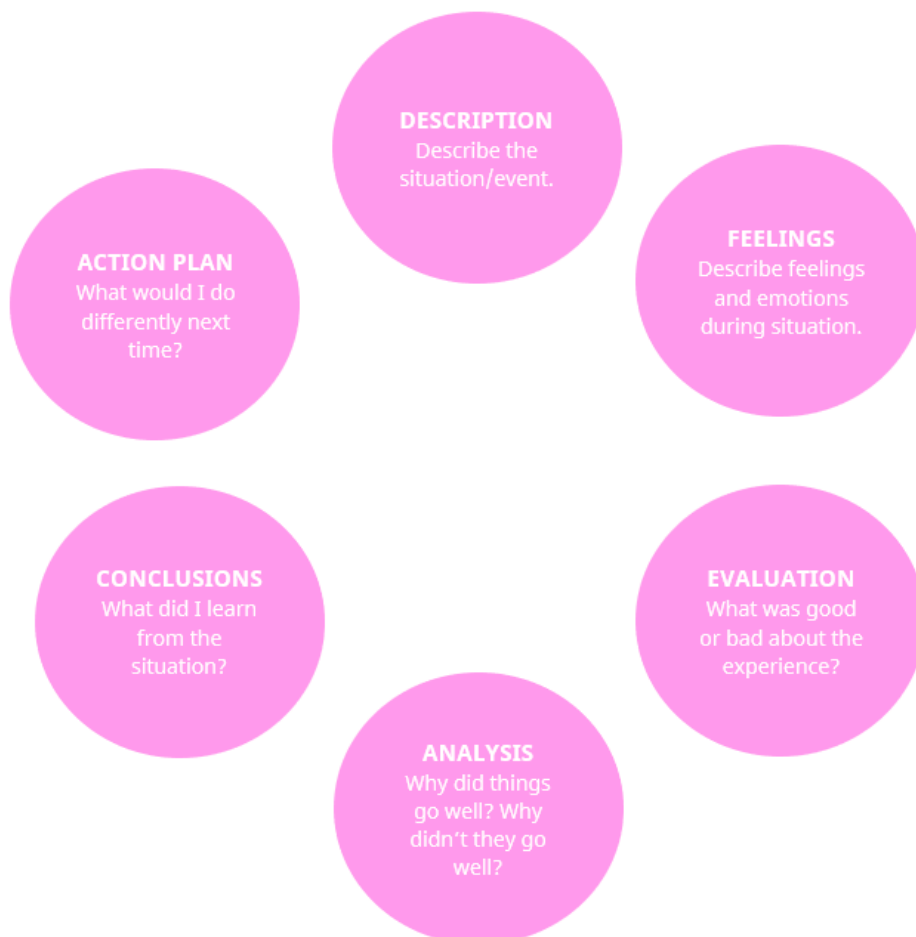 DESCRIPTION
Describe the
situation/event.
FEELINGS
Describe feelings
and emotions
during situation.
EVALUATION
What was good
or bad about the
experience?
ANALYSIS
Why did things
go well? Why
didn't they go
well?
CONCLUSIONS
What did I learn
from the
situation?
ACTION PLAN
What would I do
differently next
time?